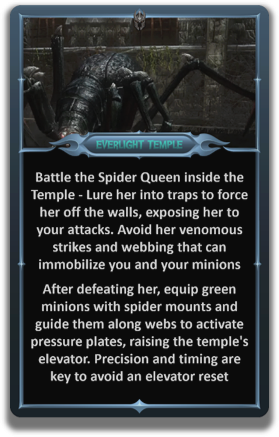 EVERLIGHT TEMPLE
Battle the Spider Queen inside the
Temple - Lure her into traps to force
her off the walls, exposing her to
your attacks. Avoid her venomous
strikes and webbing that can
immobilize you and your minions
After defeating her, equip green
minions with spider mounts and
guide them along webs to activate
pressure plates, raising the temple's
elevator. Precision and timing are
key to avoid an elevator reset